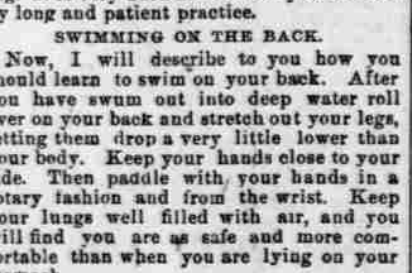 y long and patient practice.
SWIMMING ON THE BACK.
Now, I will describe to you how you
hould learn to swim on your back. After
ou have swum out into deep water roll
ver on your back and stretch out your legs,
etting them drop a very little lower than
our body. Keep your hands close to your
ide. Then paddle with your hands in a
otary fashion and from the wrist. Keep
our lungs well filled with air, and you
ill find you are as safe and more com-
ortable than when you are lying on your